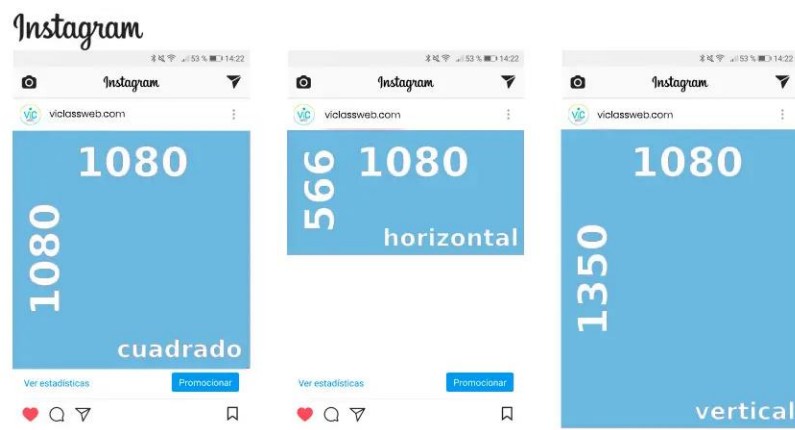 Instagram
53 % 14:22
Instagram
viclassweb.com
1080
1080
cuadrado
Ver estadísticas
Promocionar
53 % 14:22
Instagram
viclassweb.com
1080
566
horizontal
Ver estadísticas
Promocionar
53 % 14:22
Instagram
viclassweb.com
1080
1350
vertical